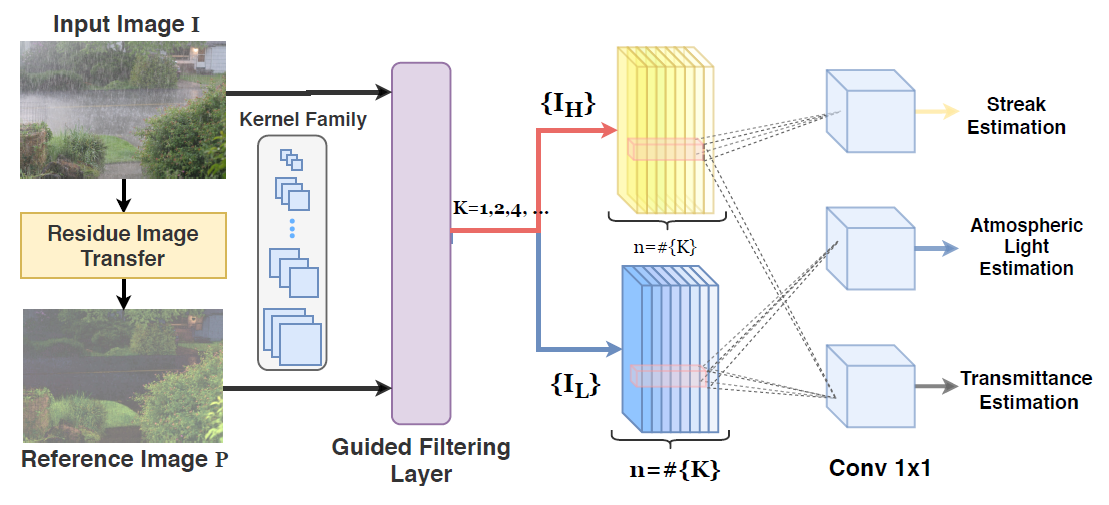 Input Image I
Residue Image
Transfer
Reference Image P
Kernel Family
Guided Filtering
Layer
K=1,2,4, ...
{I_H}
n=#{K}
{I_L}
n=#{K}
Conv 1x1
Streak
Estimation
Atmospheric
Light
Estimation
Transmittance
Estimation